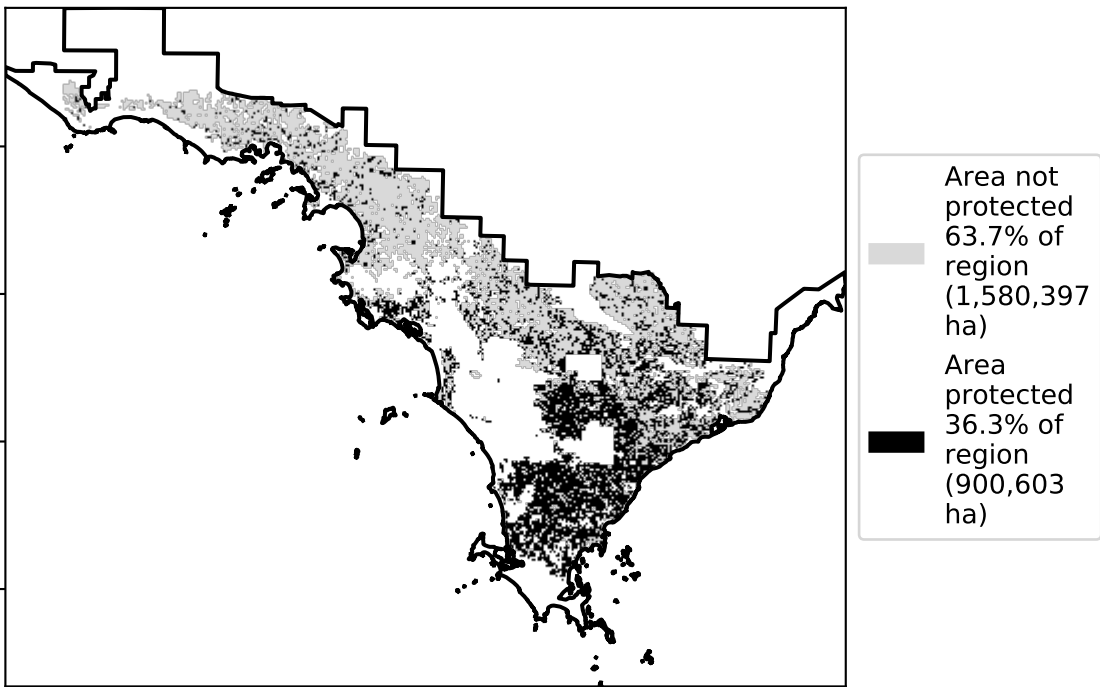 Area not
protected
63.7% of
region
(1,580,397
ha)
Area
protected
36.3% of
region
(900,603
ha)